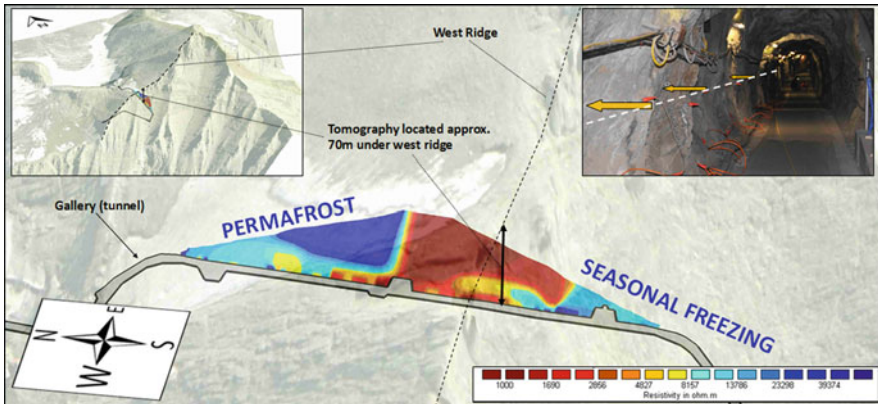 West Ridge
Tomography located approx.
70m under west ridge
Gallery (tunnel)
PERMAFROST
SEASONAL FREEZING
N
E
S
W
1000 1690 2856 4827 8157 13786 23298 39374
Resistivity in ohm.m